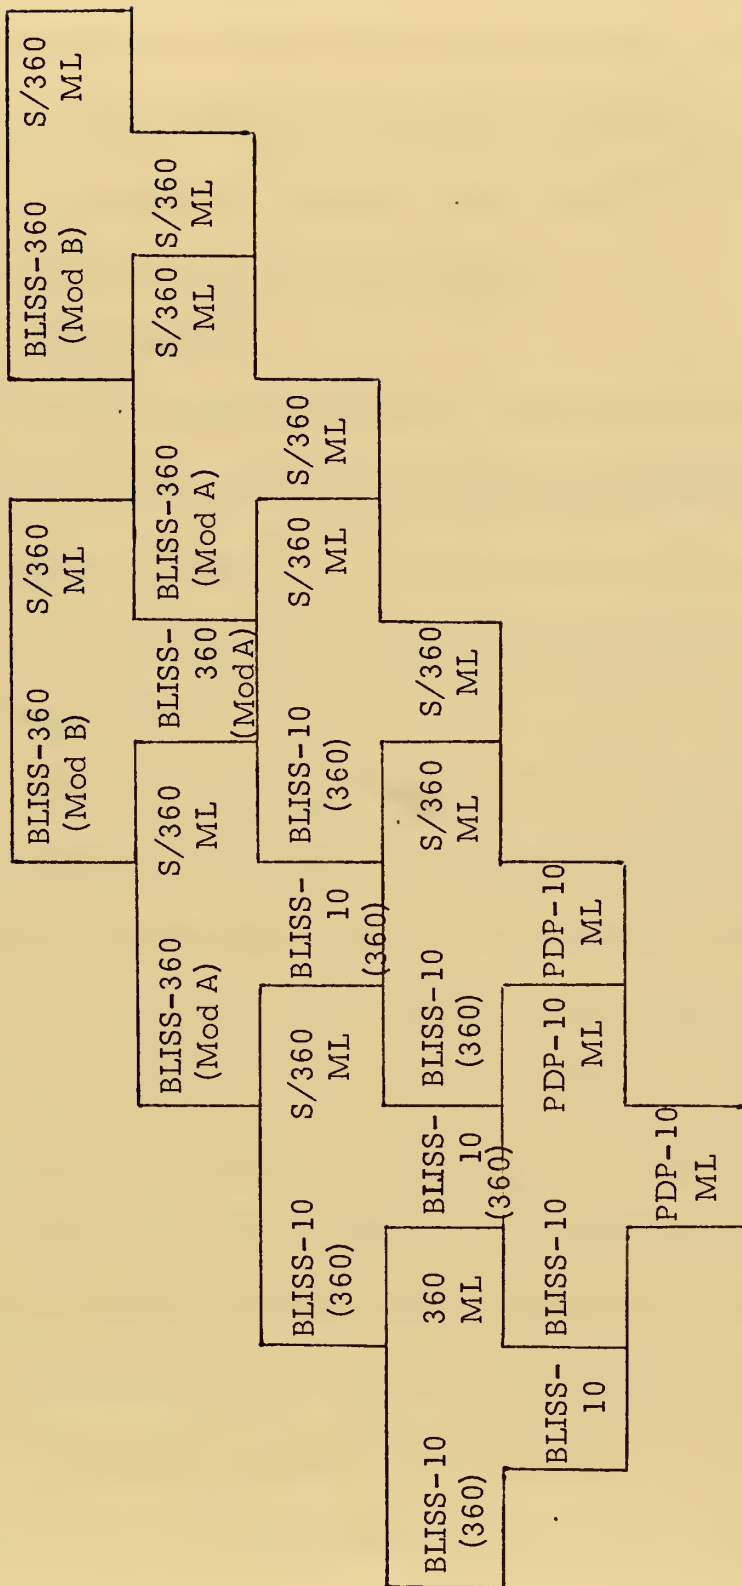 BLISS-360
(Mod B)
S/360
ML
BLISS-360
(Mod B)
S/360
ML
BLISS-360
(Mod A)
S/360
ML
BLISS-
360
(Mod A)
BLISS-360
(Mod A)
S/360
ML
S/360
ML
BLISS-10
(360)
S/360
ML
BLISS-
10
(360)
BLISS-10
(360)
S/360
ML
S/360
ML
BLISS-10
(360)
360
ML
BLISS-
10
(360)
BLISS-10
(360)
S/360
ML
S/360
ML
BLISS-
10
BLISS-10
PDP-10
ML
PDP-10
ML
PDP-10
ML